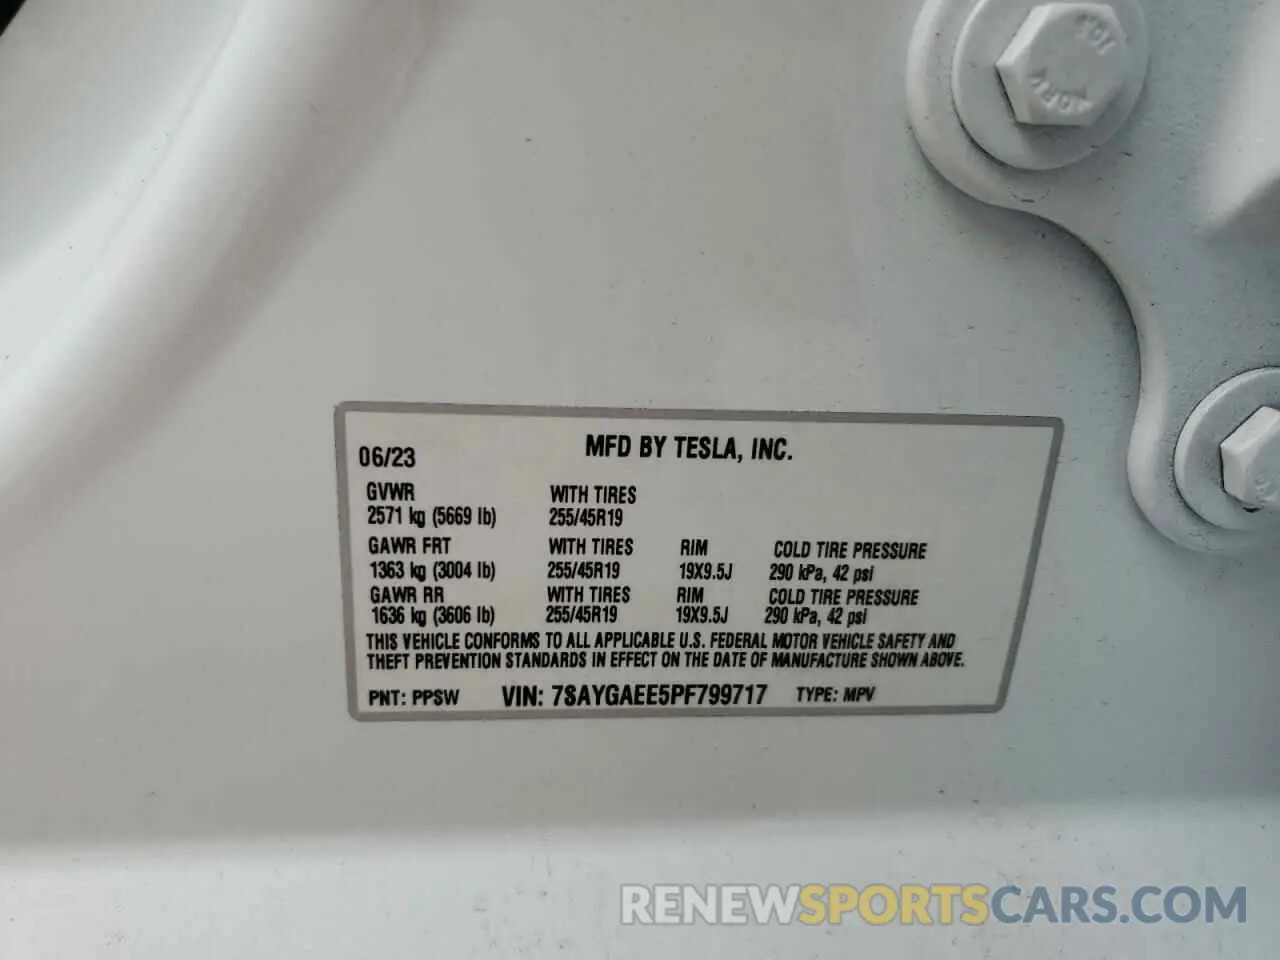 06/23 MFD BY TESLA, INC.
GVWR WITH TIRES
2571 kg (5669 lb) 255/45R19
GAWR FRT WITH TIRES RIM COLD TIRE PRESSURE
1363 kg (3004 lb) 255/45R19 19X9.5J 290 kPa, 42 psi
GAWR RR WITH TIRES RIM COLD TIRE PRESSURE
1636 kg (3606 lb) 255/45R19 19X9.5J 290 kPa, 42 psi
THIS VEHICLE CONFORMS TO ALL APPLICABLE U.S. FEDERAL MOTOR VEHICLE SAFETY AND
THEFT PREVENTION STANDARDS IN EFFECT ON THE DATE OF MANUFACTURE SHOWN ABOVE.
PNT: PPSW VIN: 7SAYGAEE5PF799717 TYPE: MPV
RENEWSPORTSCARS.COM